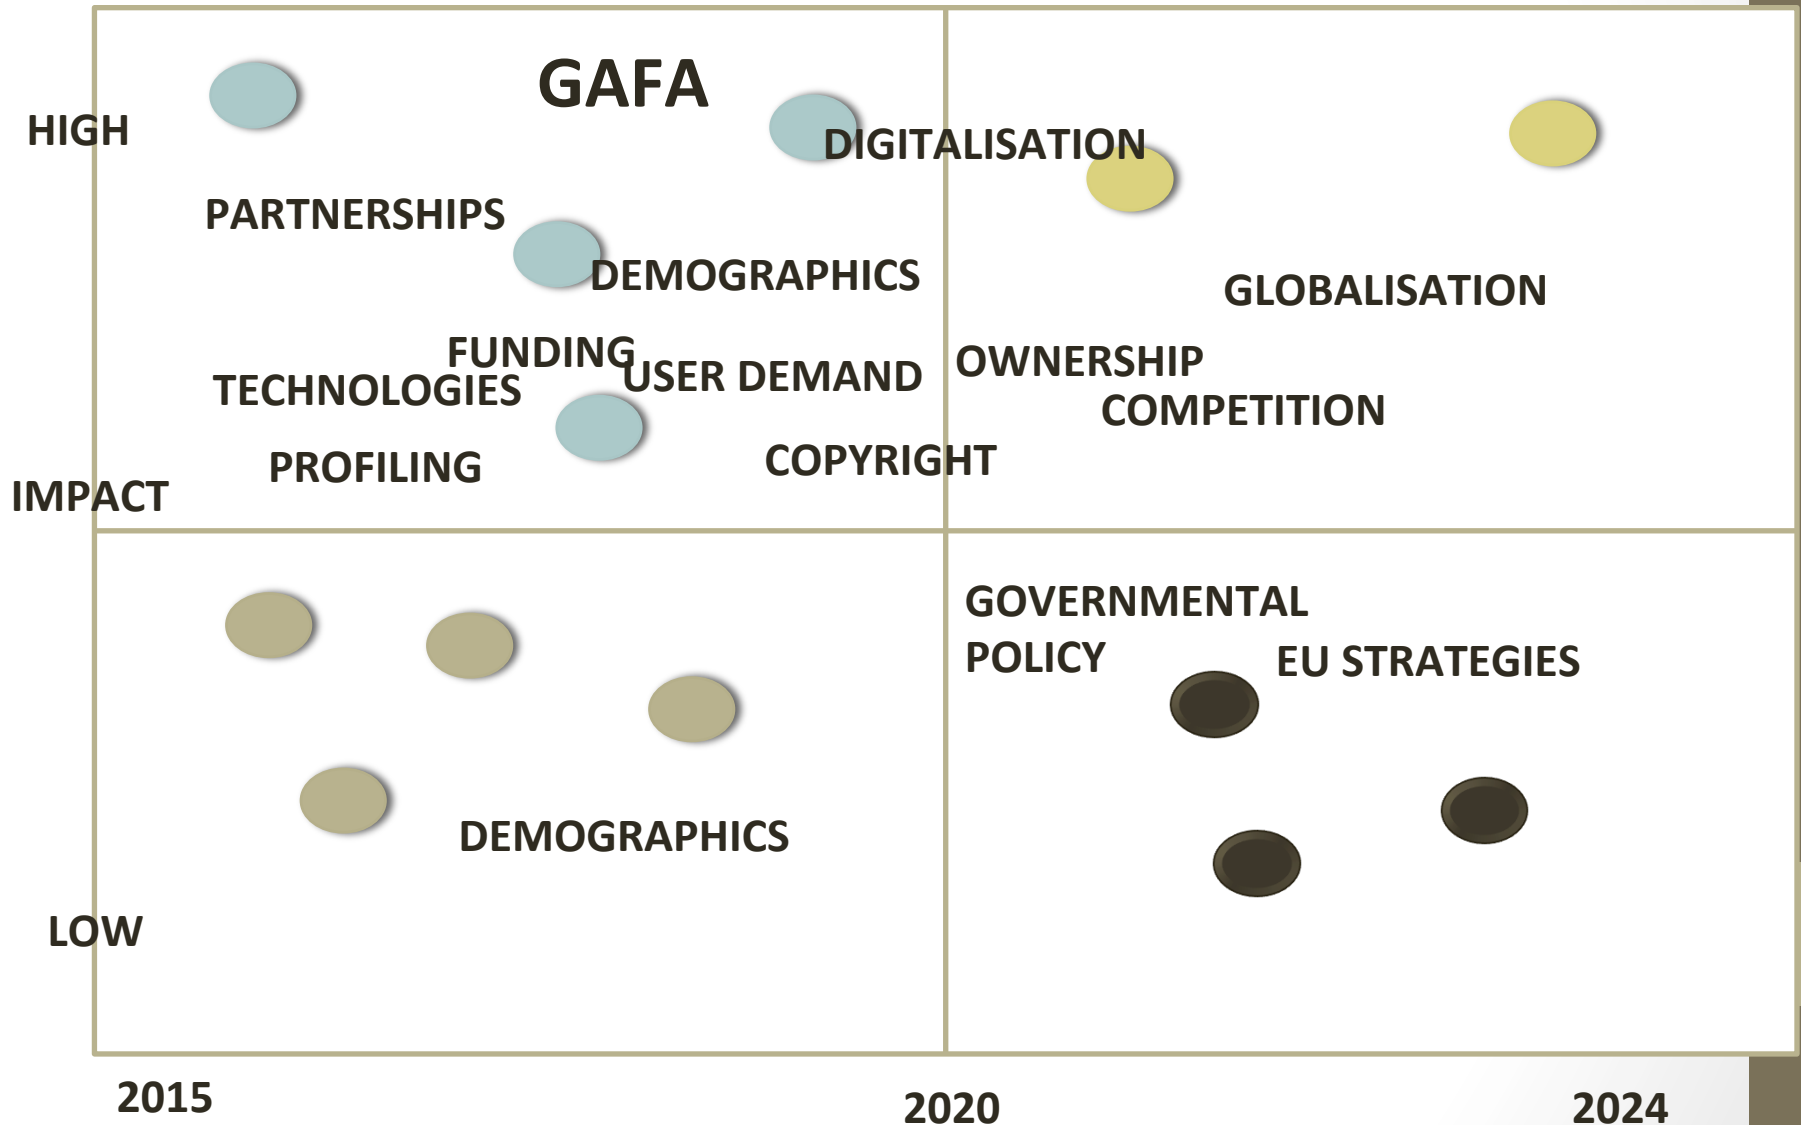 GAFA
HIGH
DIGITALISATION
PARTNERSHIPS
DEMOGRAPHICS
GLOBALISATION
FUNDING
USER DEMAND
OWNERSHIP
TECHNOLOGIES
COMPETITION
PROFILING
COPYRIGHT
IMPACT
GOVERNMENTAL
POLICY
EU STRATEGIES
DEMOGRAPHICS
LOW
2015
2020
2024